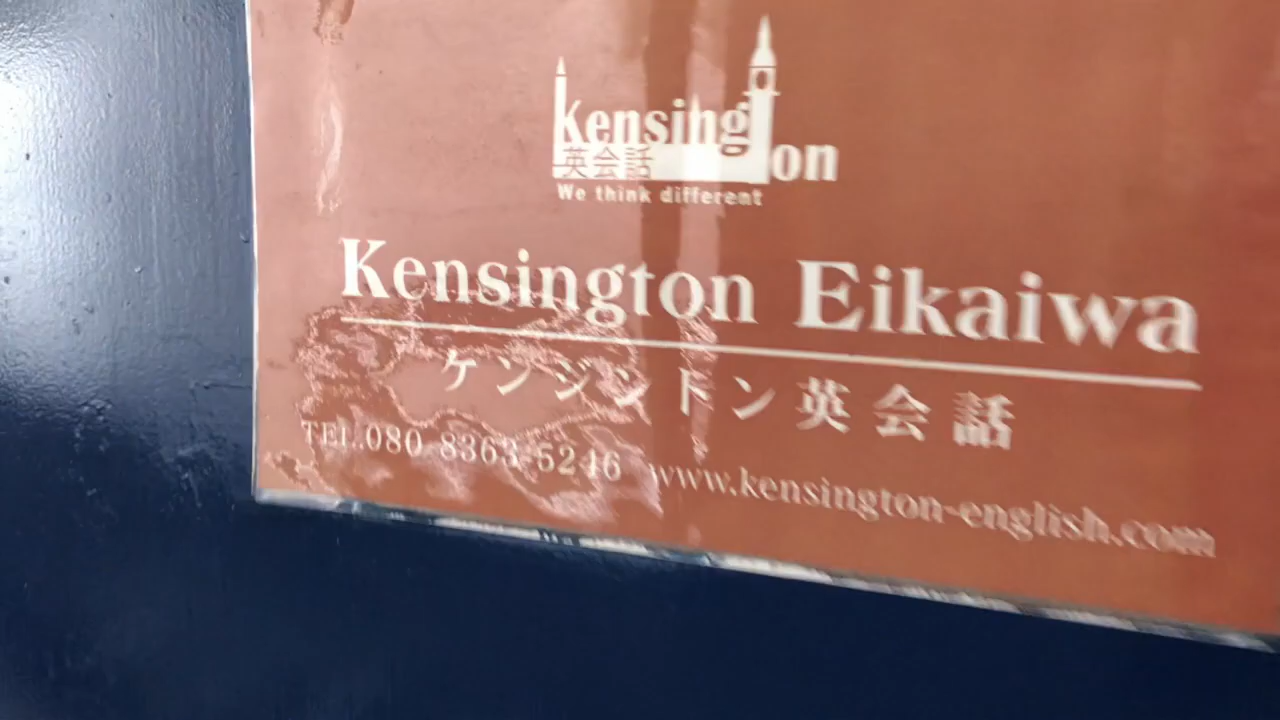 Kensington
英会話
We think different
Kensington Eikaiwa
ケンジントン英会話
TEL.080-8363-5246 www.kensington-english.com